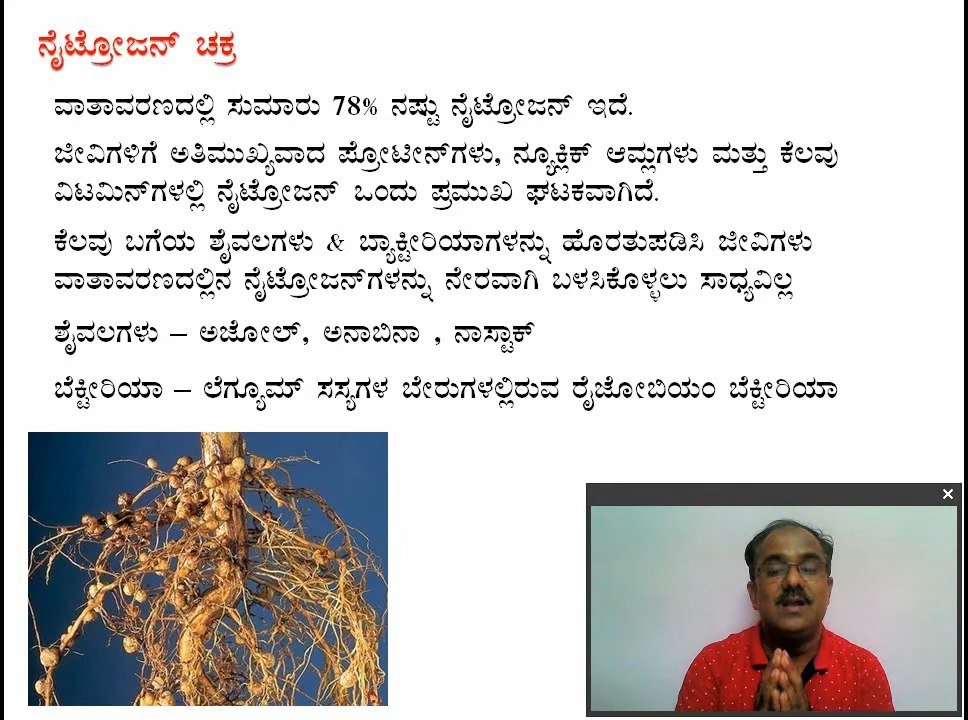 ನೈಟ್ರೋಜನ್ ಚಕ್ರ
ವಾತಾವರಣದಲ್ಲಿ ಸುಮಾರು 78% ನಷ್ಟು ನೈಟ್ರೋಜನ್ ಇದೆ.
ಜೀವಿಗಳಿಗೆ ಅತಿಮುಖ್ಯವಾದ ಪ್ರೋಟೀನ್‌ಗಳು, ನ್ಯೂಕ್ಲಿಕ್ ಆಮ್ಲಗಳು ಮತ್ತು ಕೆಲವು
ವಿಟಮಿನ್‌ಗಳಲ್ಲಿ ನೈಟ್ರೋಜನ್ ಒಂದು ಪ್ರಮುಖ ಘಟಕವಾಗಿದೆ.
ಕೆಲವು ಬಗೆಯ ಶೈವಲಗಳು & ಬ್ಯಾಕ್ಟೀರಿಯಾಗಳನ್ನು ಹೊರತುಪಡಿಸಿ ಜೀವಿಗಳು
ವಾತಾವರಣದಲ್ಲಿನ ನೈಟ್ರೋಜನ್‌ಗಳನ್ನು ನೇರವಾಗಿ ಬಳಸಿಕೊಳ್ಳಲು ಸಾಧ್ಯವಿಲ್ಲ
ಶೈವಲಗಳು – ಅಜೋಲ್, ಅನಾಬಿನಾ , ನಾಸ್ಟಾಕ್
ಬೆಕ್ಟೀರಿಯಾ – ಲೆಗ್ಯೂಮ್ ಸಸ್ಯಗಳ ಬೇರುಗಳಲ್ಲಿರುವ ರೈಜೋಬಿಯಂ ಬೆಕ್ಟೀರಿಯಾ